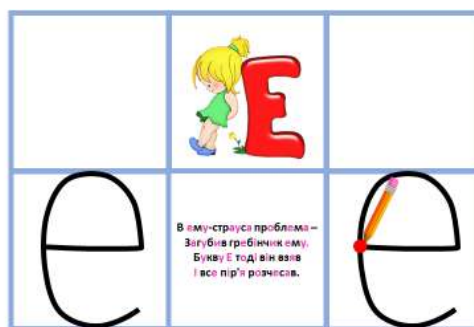 Е
е
В ему-страуса проблема –
Загубив гребінчик ему.
Букву Е тоді він взяв
І все пір'я розчесав.
е